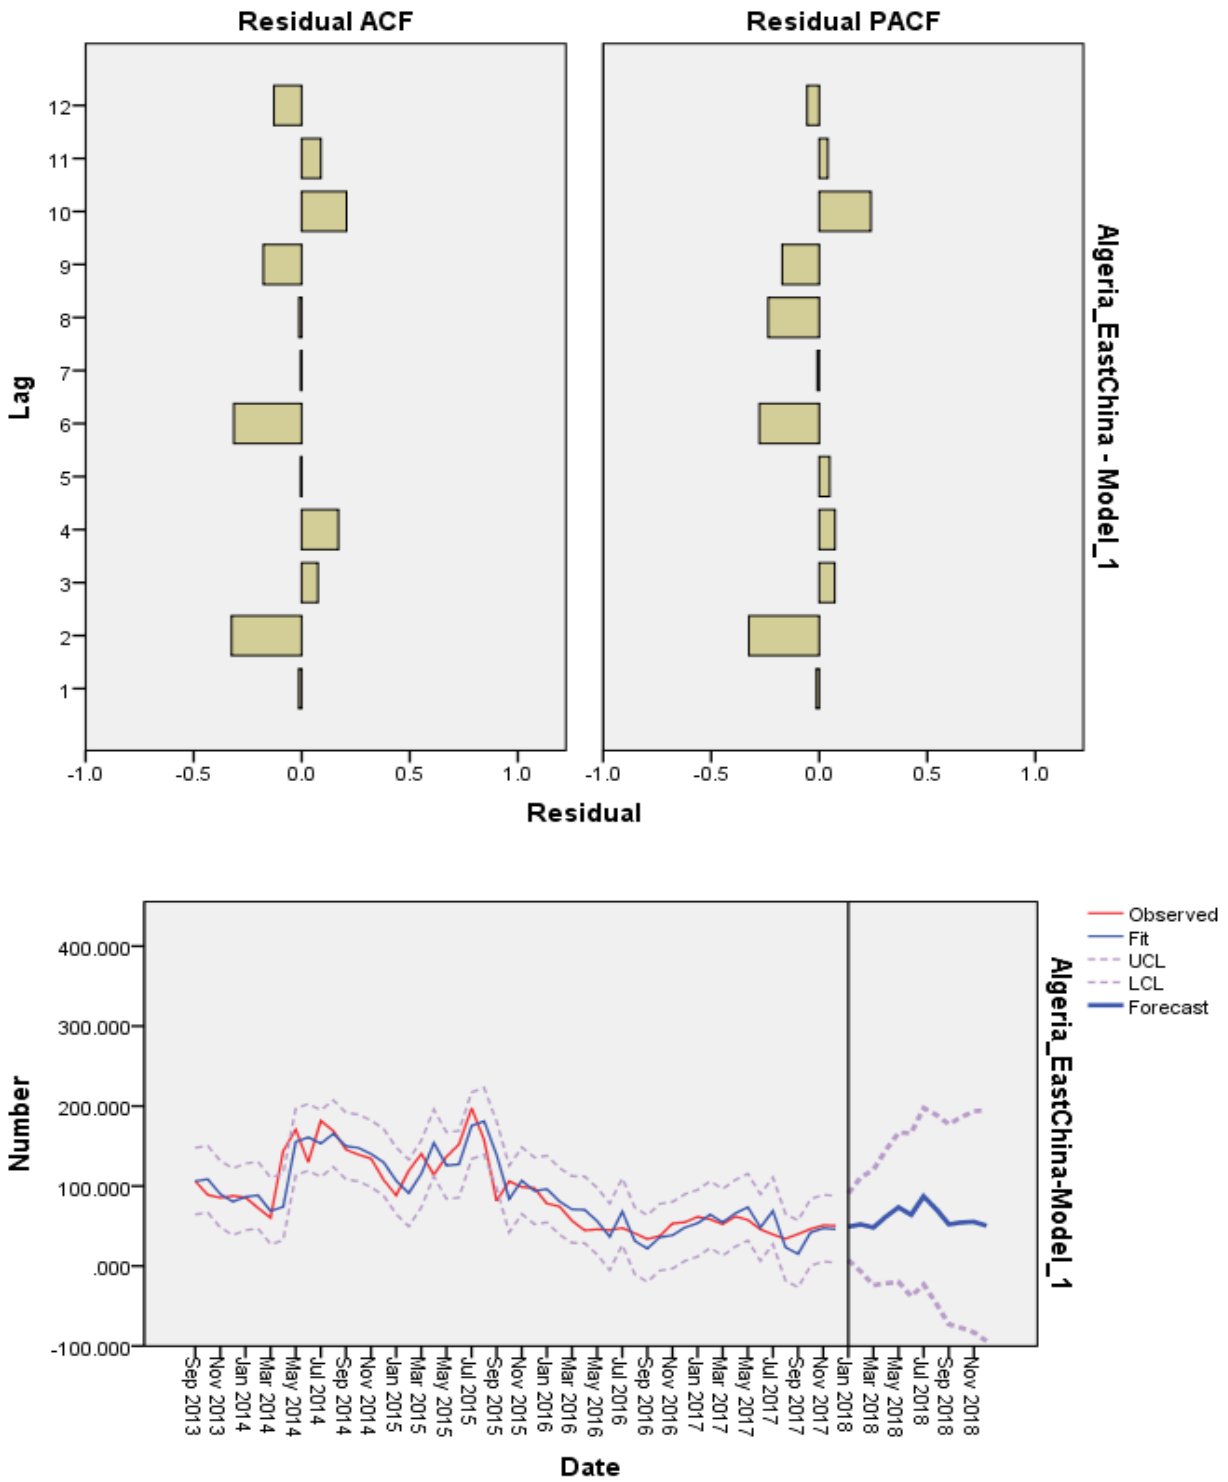 Residual ACF
Residual PACF
Lag
12
11
10
9
8
7
6
5
4
3
2
1
-1.0
-0.5
0.0
0.5
1.0
-1.0
-0.5
0.0
0.5
1.0
Residual
Algeria_EastChina - Model_1
Number
400.000
300.000
200.000
100.000
.000
-100.000
Sep 2013
Nov 2013
Jan 2014
Mar 2014
May 2014
Jul 2014
Sep 2014
Nov 2014
Jan 2015
Mar 2015
May 2015
Jul 2015
Sep 2015
Nov 2015
Jan 2016
Mar 2016
May 2016
Jul 2016
Sep 2016
Nov 2016
Jan 2017
Mar 2017
May 2017
Jul 2017
Sep 2017
Nov 2017
Jan 2018
Mar 2018
May 2018
Jul 2018
Sep 2018
Nov 2018
Date
Algeria_EastChina-Model_1
Observed
Fit
UCL
LCL
Forecast